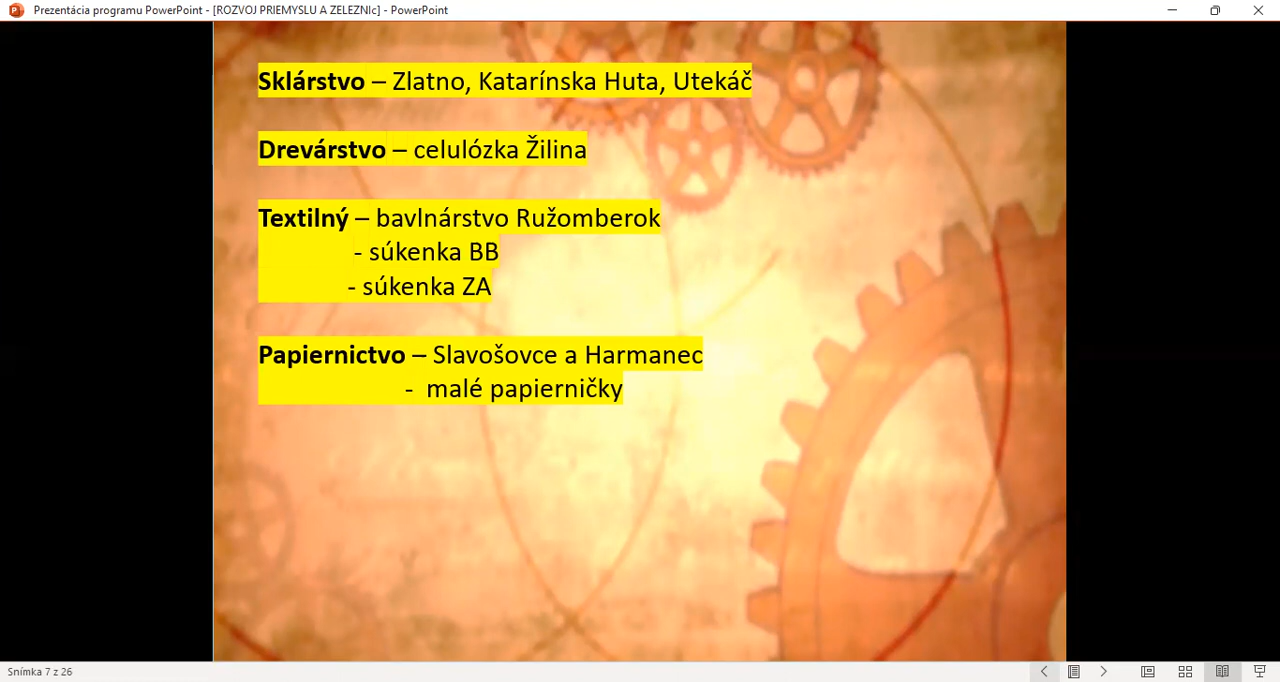 Prezentácia programu PowerPoint - [ROZVOJ PRIEMYSLU A ZELEZNIc] - PowerPoint
Sklárstvo – Zlatno, Katarínska Huta, Utekáč
Drevárstvo – celulózka Žilina
Textilný – bavlnárstvo Ružomberok
- súkenka BB
- súkenka ZA
Papiernictvo – Slavošovce a Harmanec
- malé papierničky
Snímka 7 z 26